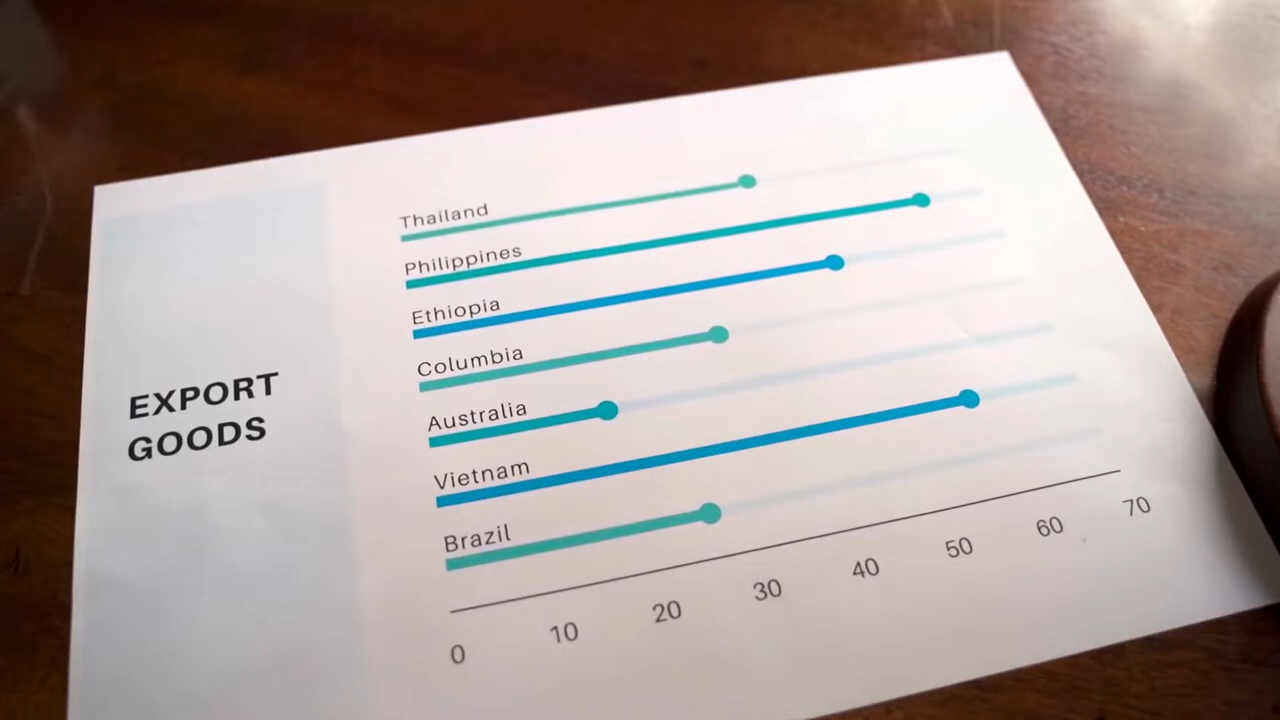 EXPORT
GOODS
Thailand
Philippines
Ethiopia
Columbia
Australia
Vietnam
Brazil
0 10 20 30 40 50 60 70